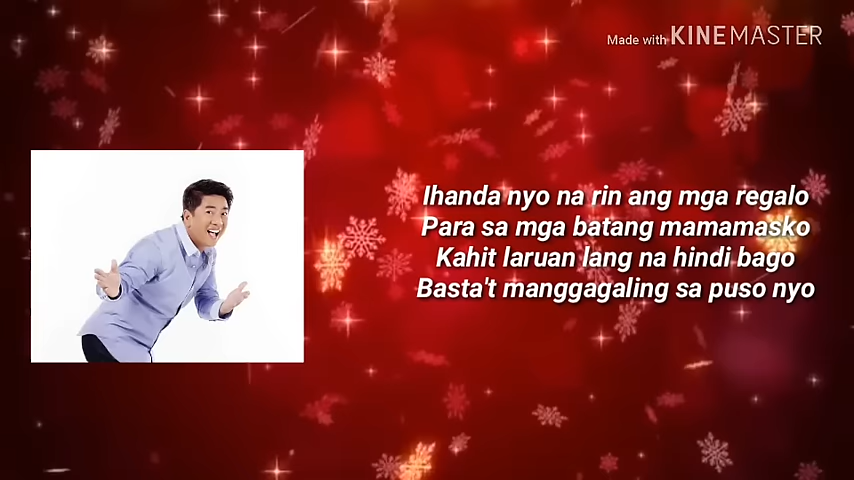 Made with KINEMASTER
Ihanda nyo na rin ang mga regalo
Para sa mga batang mamamasko
Kahit laruan lang na hindi bago
Basta't manggagaling sa puso nyo